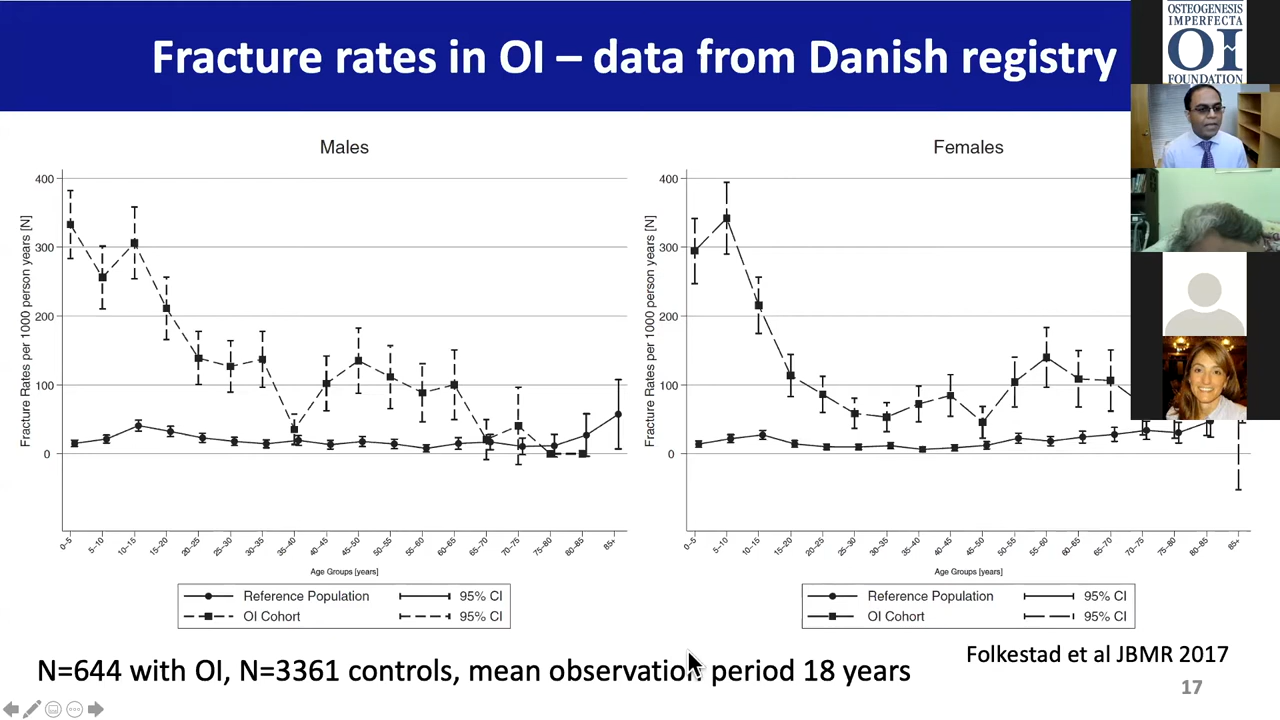 Fracture rates in OI – data from Danish registry
OSTEOGENESIS
IMPERFECTA
OI
FOUNDATION
Males
Fracture Rates per 1000 person years [N]
400
300
200
100
0
0–5
5–10
10–15
15–20
20–25
25–30
30–35
35–40
40–45
45–50
50–55
55–60
60–65
65–70
70–75
75–80
80–85
85+
Age Groups [years]
Reference Population
95% CI
OI Cohort
95% CI
Females
Fracture Rates per 1000 person years [N]
400
300
200
100
0
0–5
5–10
10–15
15–20
20–25
25–30
30–35
35–40
40–45
45–50
50–55
55–60
60–65
65–70
70–75
75–80
80–85
85+
Age Groups [years]
Reference Population
95% CI
OI Cohort
95% CI
N=644 with OI, N=3361 controls, mean observation period 18 years
Folkestad et al JBMR 2017
17